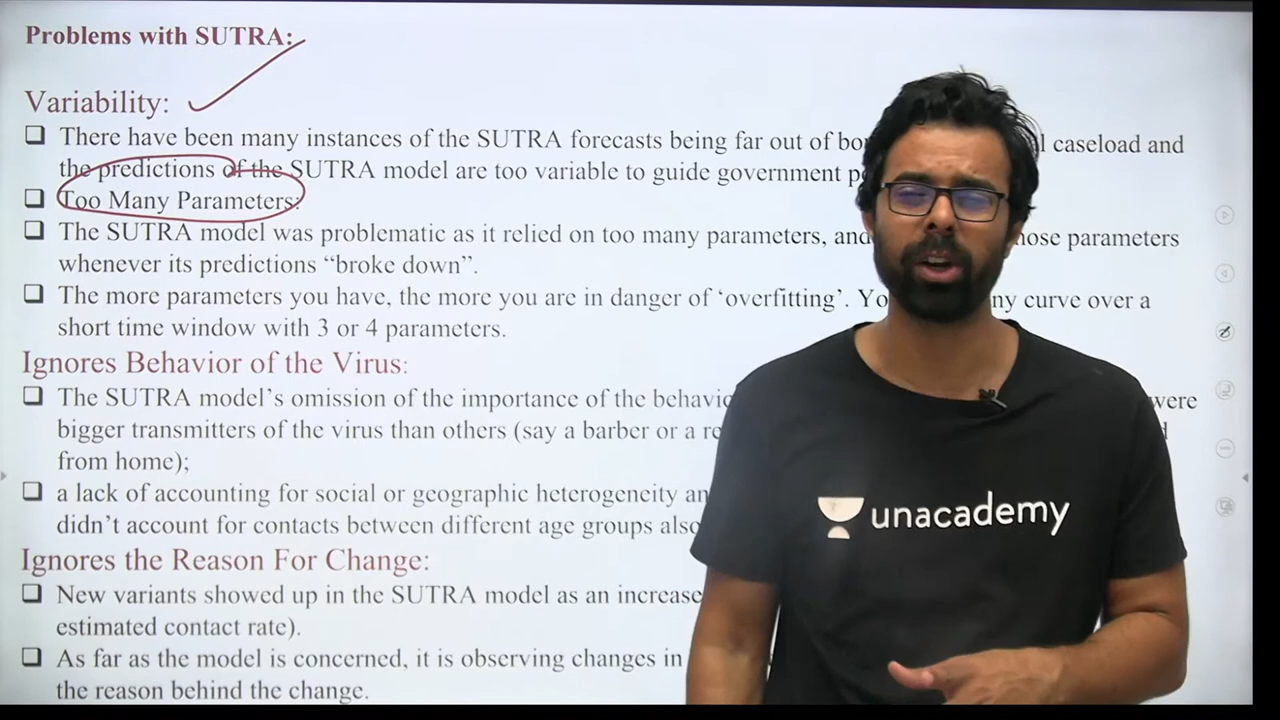 Problems with SUTRA:
Variability:
❑ There have been many instances of the SUTRA forecasts being far out of caseload and
the predictions of the SUTRA model are too variable to guide government
❑ Too Many Parameters:
❑ The SUTRA model was problematic as it relied on too many parameters, and parameters
whenever its predictions “broke down”.
❑ The more parameters you have, the more you are in danger of ‘overfitting’. curve over a
short time window with 3 or 4 parameters.
Ignores Behavior of the Virus:
❑ The SUTRA model’s omission of the importance of the were
bigger transmitters of the virus than others (say a barber or a
from home);
❑ a lack of accounting for social or geographic heterogeneity
didn’t account for contacts between different age groups
Ignores the Reason For Change:
❑ New variants showed up in the SUTRA model as an increase
estimated contact rate).
❑ As far as the model is concerned, it is observing changes in
the reason behind the change.
unacademy